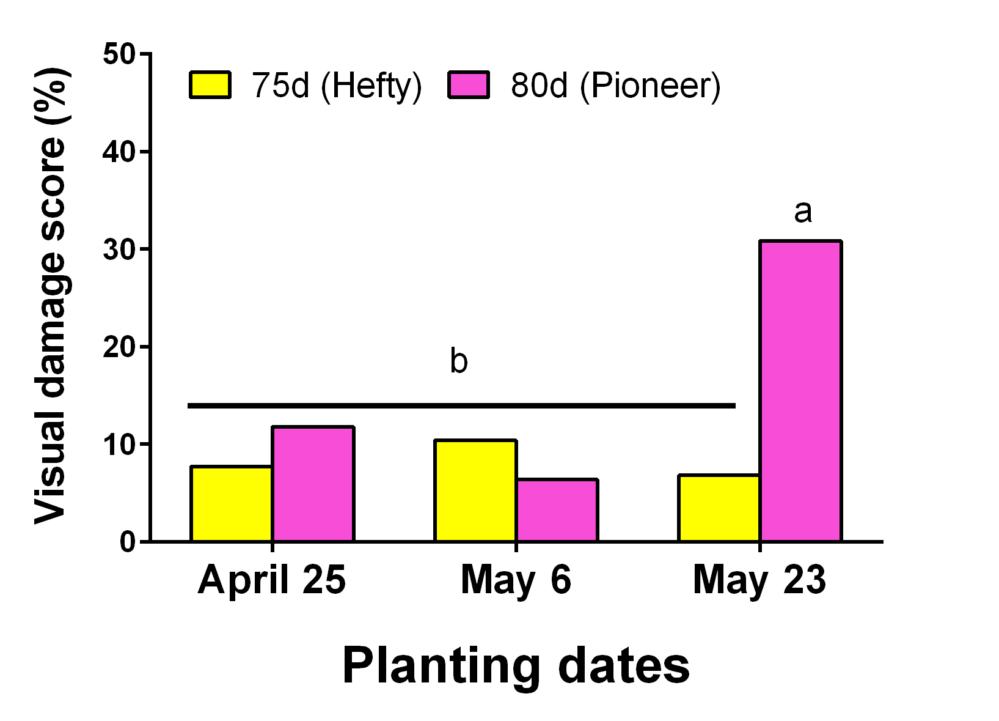 Visual damage score (%)
50
40
30
20
10
0
75d (Hefty)
80d (Pioneer)
a
b
April 25
May 6
May 23
Planting dates